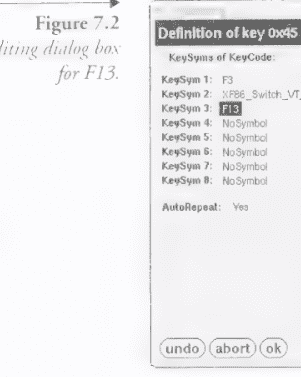 Figure 7.2
diting dialog box
for F13.
Definition of key 0x45
KeySyms of KeyCode:
KeySym 1: F3
KeySym 2: XF86_Switch_VT_
KeySym 3: F13
KeySym 4: NoSymbol
KeySym 5: NoSymbol
KeySym 6: NoSymbol
KeySym 7: NoSymbol
KeySym 8: NoSymbol
AutoRepeat: Yes
undo abort ok